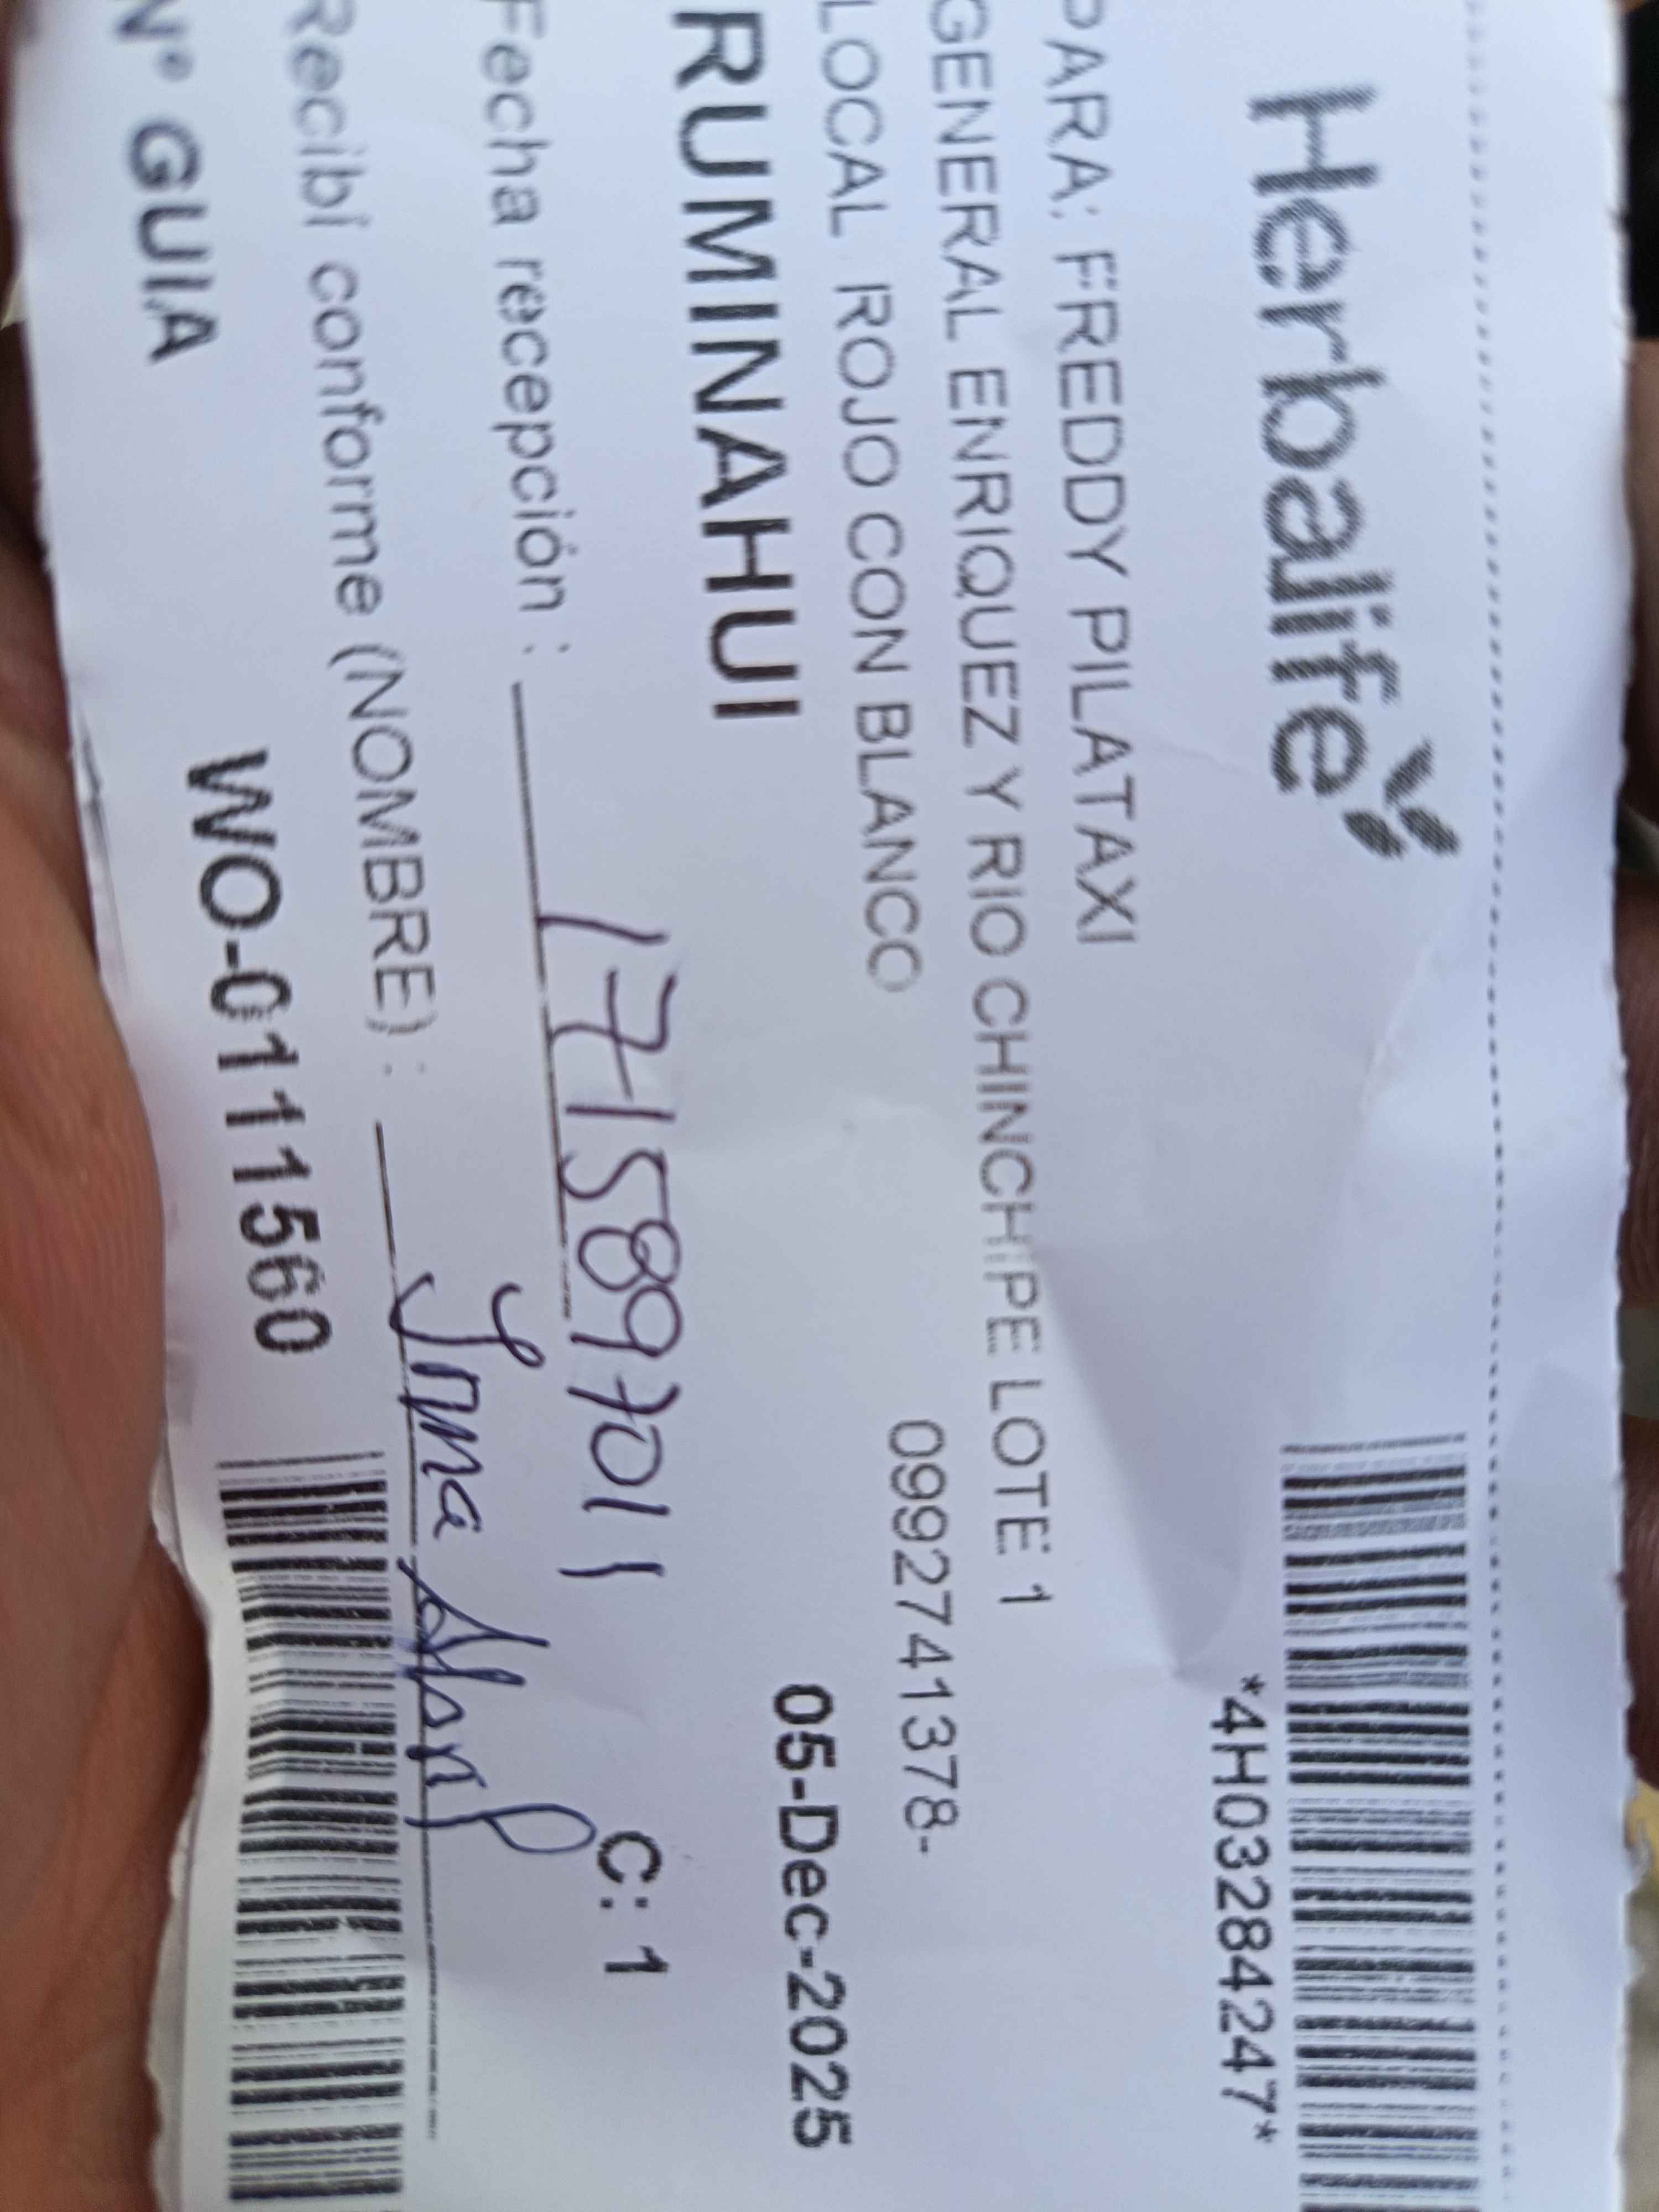 Herbalife
*4H03284247*
PARA: FREDDY PILATAXI
GENERAL ENRIQUEZ Y RIO CHINCHIPE LOTE 1
LOCAL ROJO CON BLANCO 0992741378-
RUMINAHUI 05-Dec-2025
Fecha recepción : 1715897011 C: 1
Recibí conforme (NOMBRE) :
N° GUIA WO-0111560